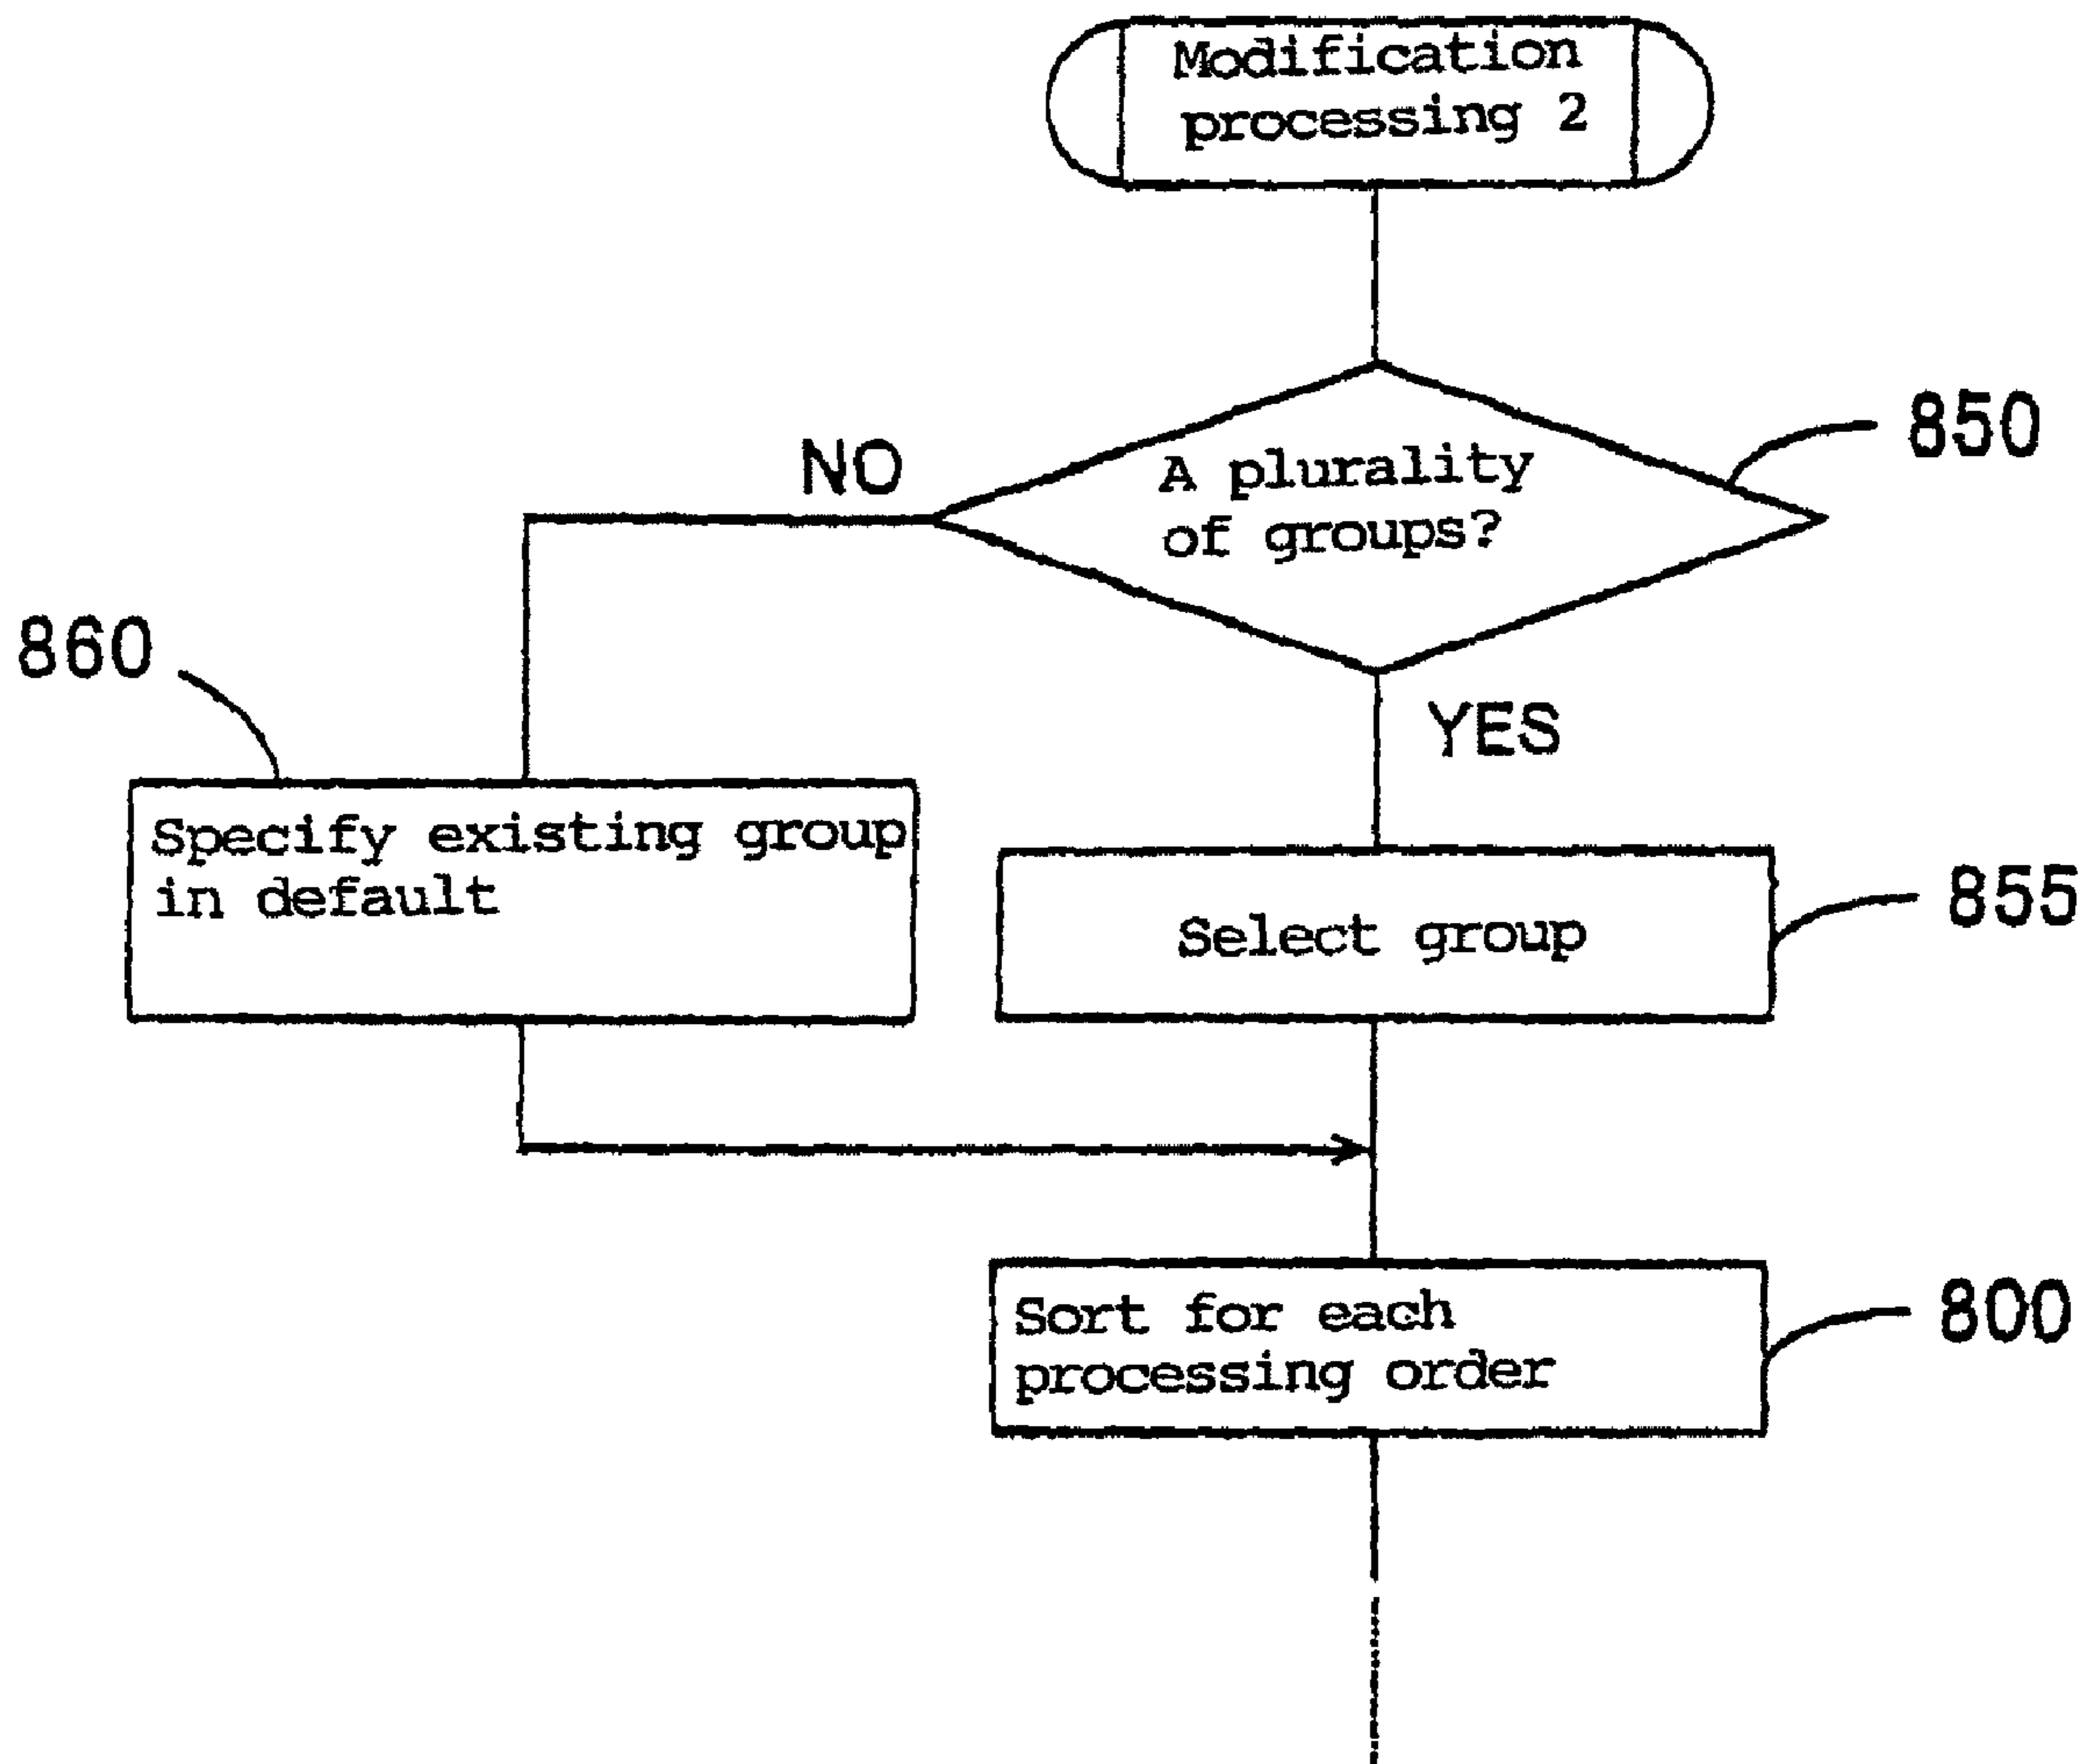 Modification
processing 2
850
A plurality
of groups?
NO
YES
860
Specify existing group
in default
855
Select group
800
Sort for each
processing order